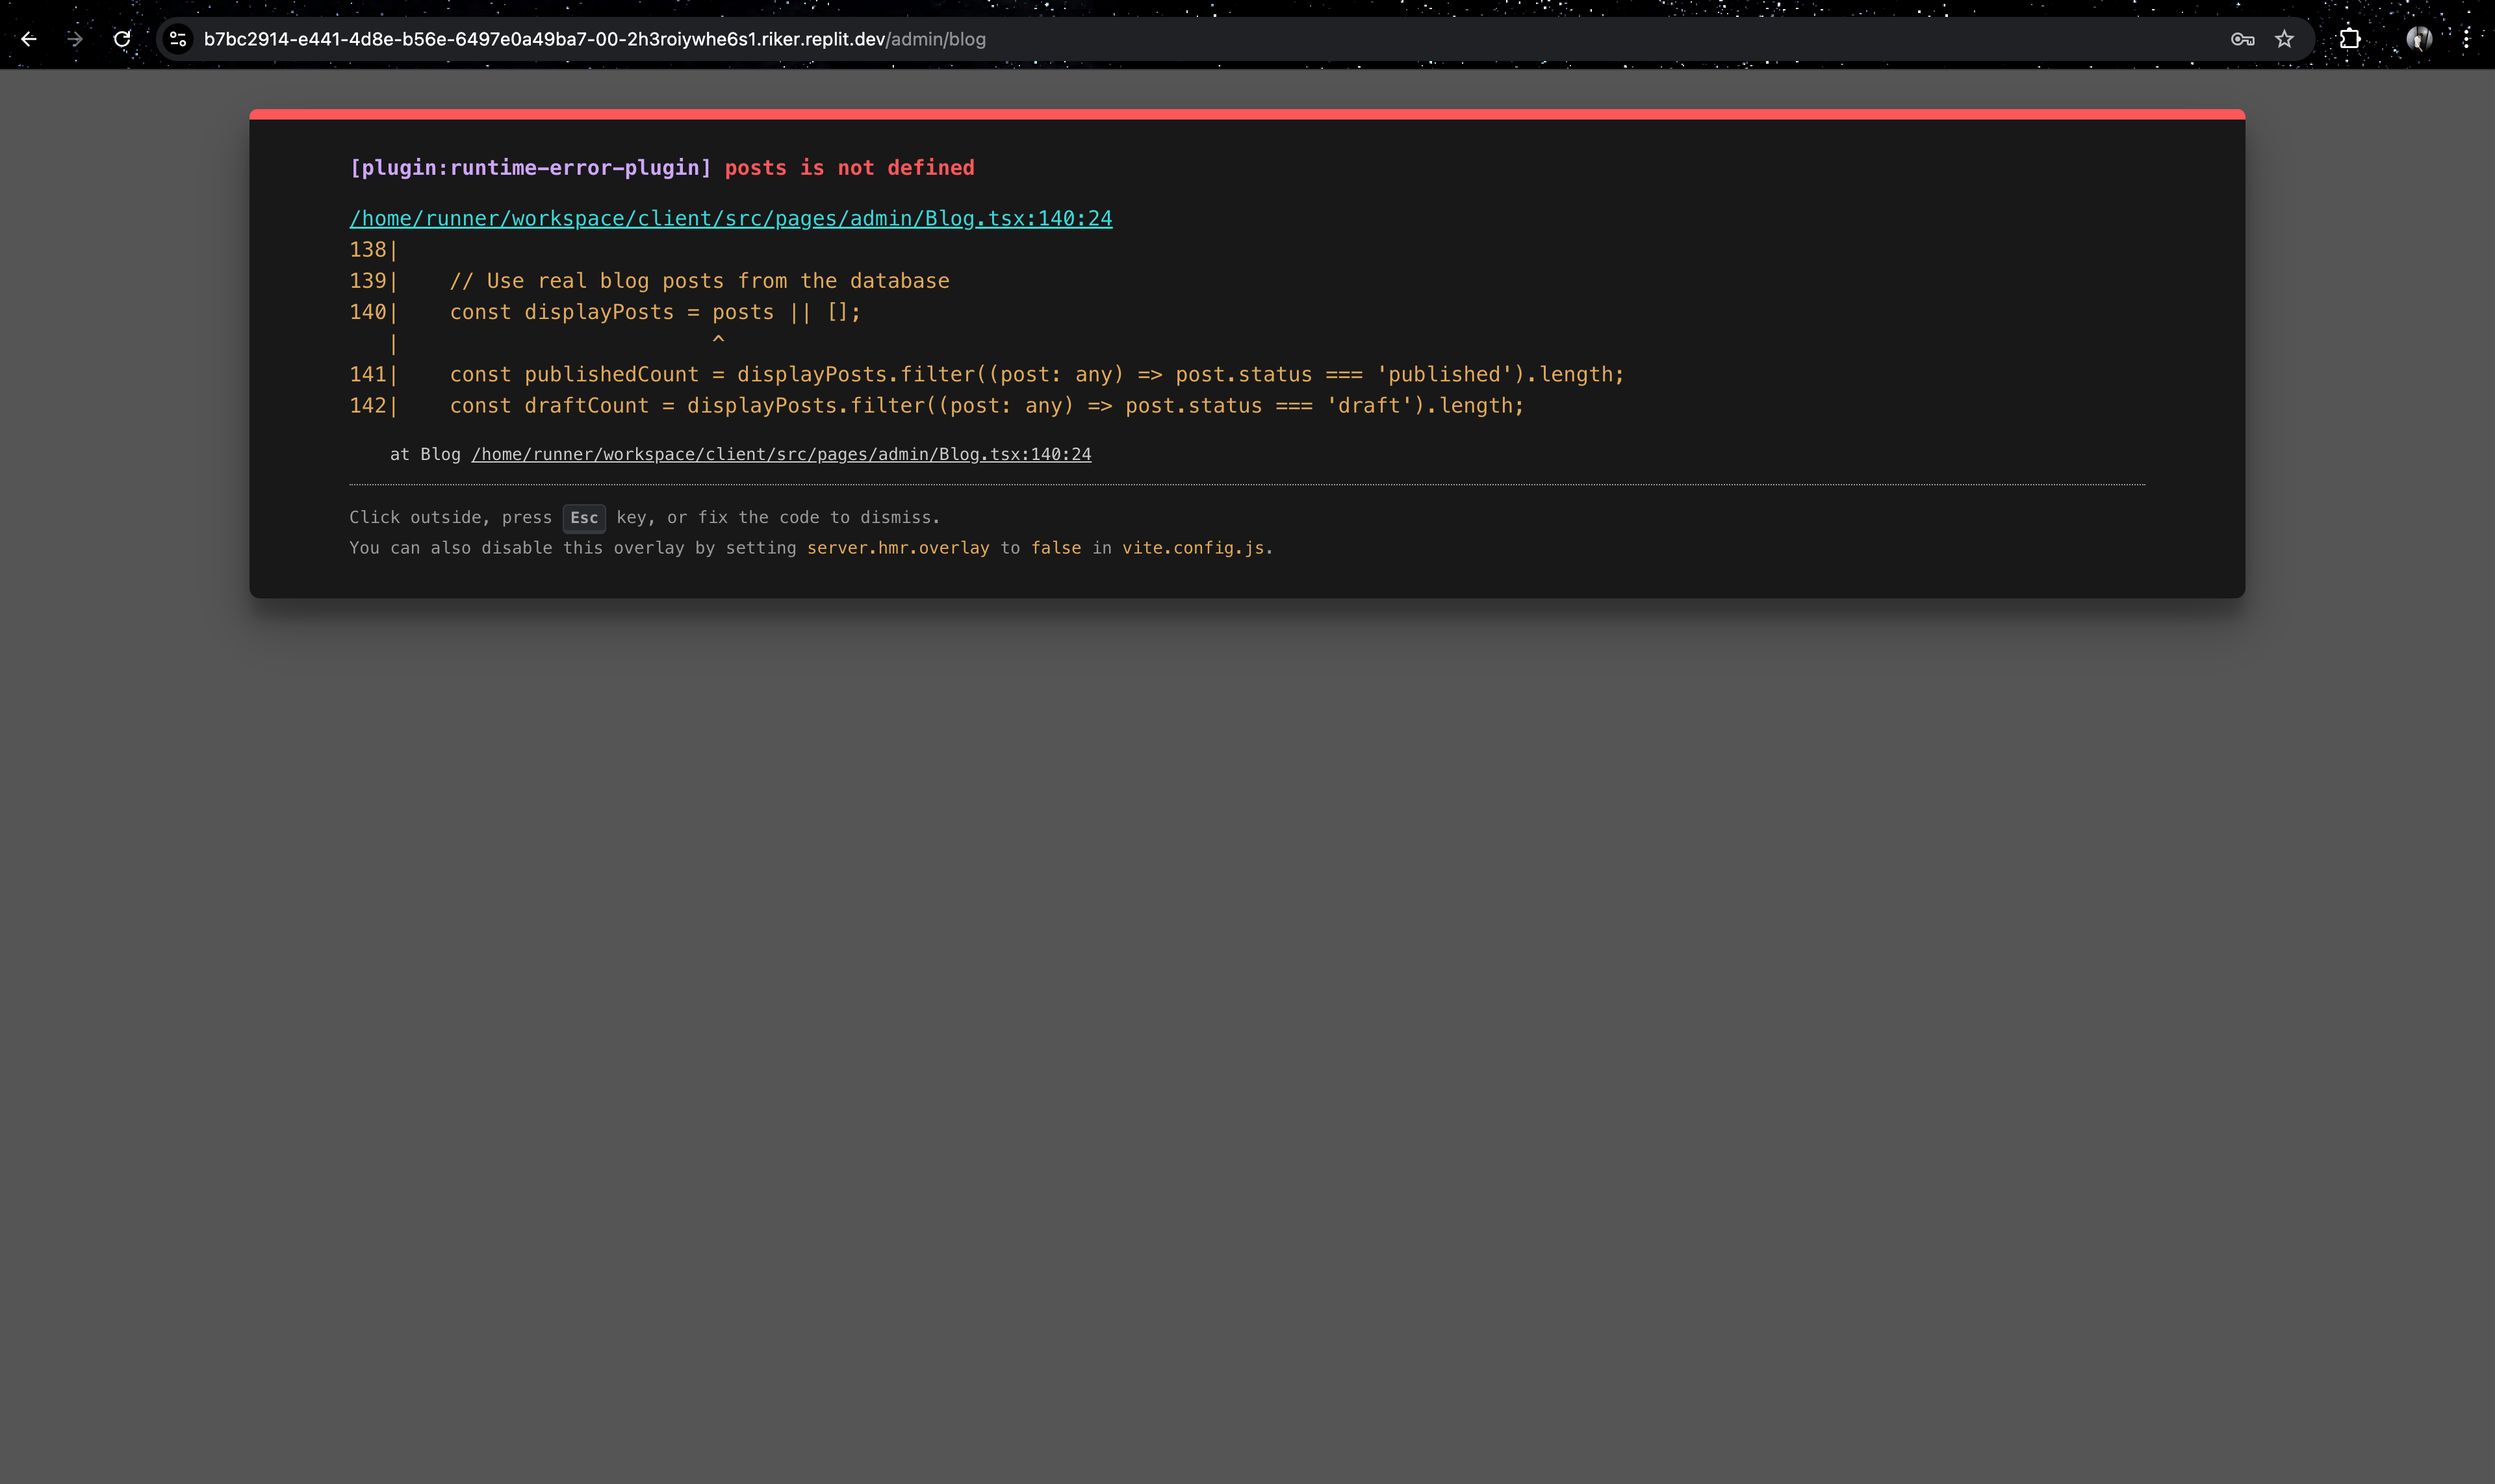 b7bc2914-e441-4d8e-b56e-6497e0a49ba7-00-2h3roiywhe6s1.riker.replit.dev/admin/blog
[plugin:runtime-error-plugin] posts is not defined
/home/runner/workspace/client/src/pages/admin/Blog.tsx:140:24
138|
139|    // Use real blog posts from the database
140|    const displayPosts = posts || [];
   |                         ^
141|    const publishedCount = displayPosts.filter((post: any) => post.status === 'published').length;
142|    const draftCount = displayPosts.filter((post: any) => post.status === 'draft').length;
at Blog /home/runner/workspace/client/src/pages/admin/Blog.tsx:140:24
Click outside, press Esc key, or fix the code to dismiss.
You can also disable this overlay by setting server.hmr.overlay to false in vite.config.js.